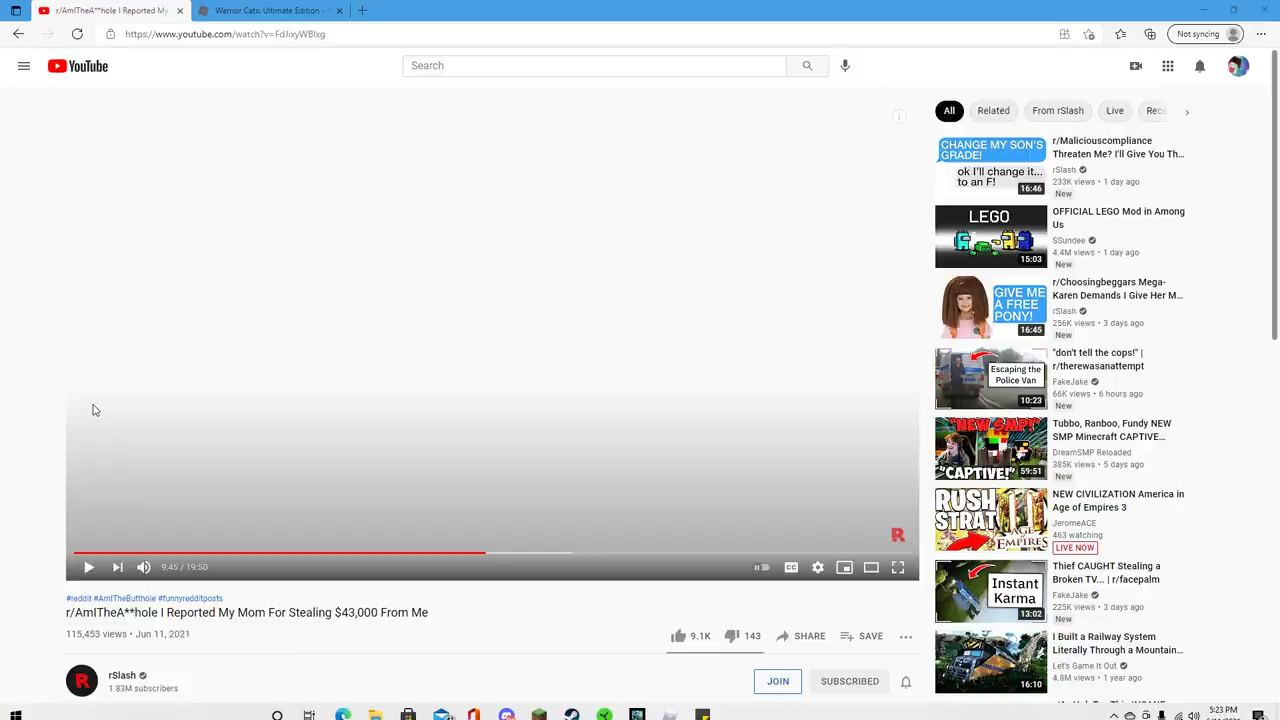 r/AmITheA**hole I Reported My
Warrior Cats: Ultimate Edition -
https://www.youtube.com/watch?v=FdJixyWBlxg
Not syncing
YouTube
Search
All
Related
From rSlash
Live
Rece
CHANGE MY SON'S
GRADE!
ok I'll change it...
to an F!
16:46
r/Maliciouscompliance
Threaten Me? I'll Give You Th...
rSlash
233K views • 1 day ago
New
LEGO
15:03
OFFICIAL LEGO Mod in Among
Us
SSundee
4.4M views • 1 day ago
New
GIVE ME
A FREE
PONY!
16:45
r/Choosingbeggars Mega-
Karen Demands I Give Her M...
rSlash
256K views • 3 days ago
New
Escaping the
Police Van
10:23
"don't tell the cops!" |
r/therewasanattempt
FakeJake
66K views • 6 hours ago
New
"NEW SMP!"
"CAPTIVE!"
59:51
Tubbo, Ranboo, Fundy NEW
SMP Minecraft CAPTIVE...
DreamSMP Reloaded
385K views • 5 days ago
New
RUSH
STRAT
AGE
EMPIRES
NEW CIVILIZATION America in
Age of Empires 3
JeromeACE
463 watching
LIVE NOW
Instant
Karma
13:02
Thief CAUGHT Stealing a
Broken TV... | r/facepalm
FakeJake
225K views • 3 days ago
New
16:10
I Built a Railway System
Literally Through a Mountain...
Let's Game It Out
4.8M views • 1 year ago
R
9:45 / 19:50
CC
#reddit #AmITheButthole #funnyredditposts
r/AmITheA**hole I Reported My Mom For Stealing $43,000 From Me
115,453 views • Jun 11, 2021
9.1K
143
SHARE
SAVE
R
rSlash
1.83M subscribers
JOIN
SUBSCRIBED
5:23 PM